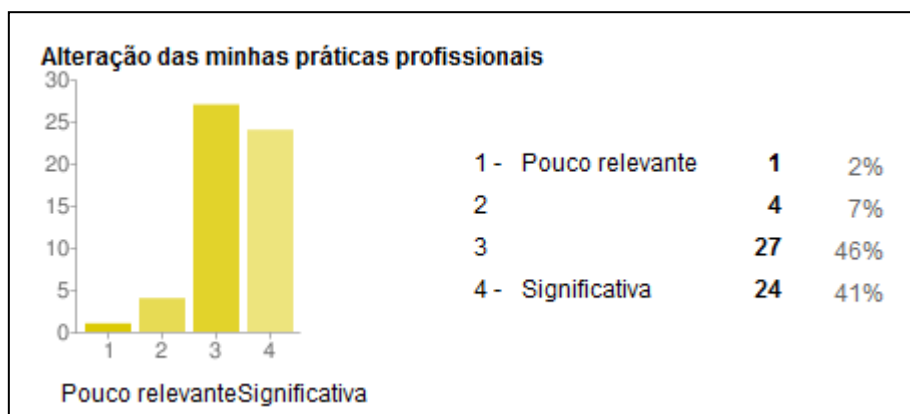 Alteração das minhas práticas profissionais
30
25
20
15
10
5
0
1 2 3 4
Pouco relevanteSignificativa
1 - Pouco relevante 1 2%
2 4 7%
3 27 46%
4 - Significativa 24 41%